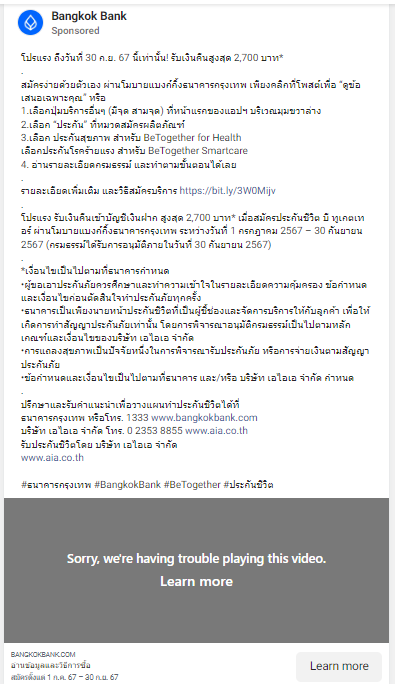 Bangkok Bank
Sponsored
โปรแรง ถึงวันที่ 30 ก.ย. 67 นี้เท่านั้น! รับเงินคืนสูงสุด 2,700 บาท*
.
สมัครง่ายด้วยตัวเอง ผ่านโมบายแบงก์กิ้งธนาคารกรุงเทพ เพียงคลิกที่โพสต์เพื่อ “ดูข้อ
เสนอเฉพาะคุณ” หรือ
1.เลือกปุ่มบริการอื่นๆ (มีจุด สามจุด) ที่หน้าแรกของแอปฯ บริเวณมุมขวาล่าง
2.เลือก “ประกัน” ที่หมวดสมัครผลิตภัณฑ์
3.เลือก ประกันสุขภาพ สำหรับ BeTogether for Health
เลือกประกันโรคร้ายแรง สำหรับ BeTogether Smartcare
4. อ่านรายละเอียดกรมธรรม์ และทำตามขั้นตอนได้เลย
.
รายละเอียดเพิ่มเติม และวิธีสมัครบริการ https://bit.ly/3W0Mijv
.
โปรแรง รับเงินคืนเข้าบัญชีเงินฝาก สูงสุด 2,700 บาท* เมื่อสมัครประกันชีวิต บี ทูเกตเท
อร์ ผ่านโมบายแบงก์กิ้งธนาคารกรุงเทพ ระหว่างวันที่ 1 กรกฎาคม 2567 – 30 กันยายน
2567 (กรมธรรม์ได้รับการอนุมัติภายในวันที่ 30 กันยายน 2567)
.
*เงื่อนไขเป็นไปตามที่ธนาคารกำหนด
•ผู้ขอเอาประกันภัยควรศึกษาและทำความเข้าใจในรายละเอียดความคุ้มครอง ข้อกำหนด
และเงื่อนไขก่อนตัดสินใจทำประกันภัยทุกครั้ง
•ธนาคารเป็นเพียงนายหน้าประกันชีวิตที่เป็นผู้ชี้ช่องและจัดการบริการให้กับลูกค้า เพื่อให้
เกิดการทำสัญญาประกันภัยเท่านั้น โดยการพิจารณาอนุมัติกรมธรรม์เป็นไปตามหลัก
เกณฑ์และเงื่อนไขของบริษัท เอไอเอ จำกัด
•การแถลงสุขภาพเป็นปัจจัยหนึ่งในการพิจารณารับประกันภัย หรือการจ่ายเงินตามสัญญา
ประกันภัย
•ข้อกำหนดและเงื่อนไขเป็นไปตามที่ธนาคาร และ/หรือ บริษัท เอไอเอ จำกัด กำหนด
.
ปรึกษาและรับคำแนะนำเพื่อวางแผนทำประกันชีวิตได้ที่
ธนาคารกรุงเทพ หรือโทร. 1333 www.bangkokbank.com
บริษัท เอไอเอ จำกัด โทร. 0 2353 8855 www.aia.co.th
รับประกันชีวิตโดย บริษัท เอไอเอ จำกัด
www.aia.co.th
#ธนาคารกรุงเทพ #BangkokBank #BeTogether #ประกันชีวิต
Sorry, we're having trouble playing this video.
Learn more
BANGKOKBANK.COM
อ่านข้อมูลและวิธีการซื้อ
สมัครตั้งแต่ 1 ก.ค. 67 – 30 ก.ย. 67
Learn more